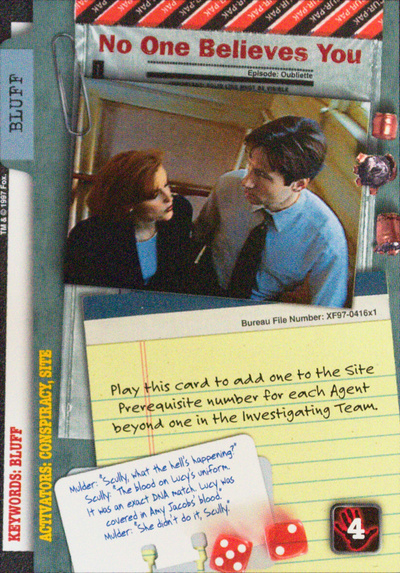 No One Believes You
Episode: Oubliette
BLUFF
TM & © 1997 Fox.
Bureau File Number: XF97-0416x1
Play this card to add one to the Site
Prerequisite number for each Agent
beyond one in the Investigating Team.
KEYWORDS: BLUFF
ACTIVATORS: CONSPIRACY, SITE
Mulder: "Scully, what the hell's happening?"
Scully: "The blood on Lucy's uniform.
It was an exact DNA match. Lucy was
covered in Amy Jacobs blood.
Mulder: "She didn't do it, Scully."
4